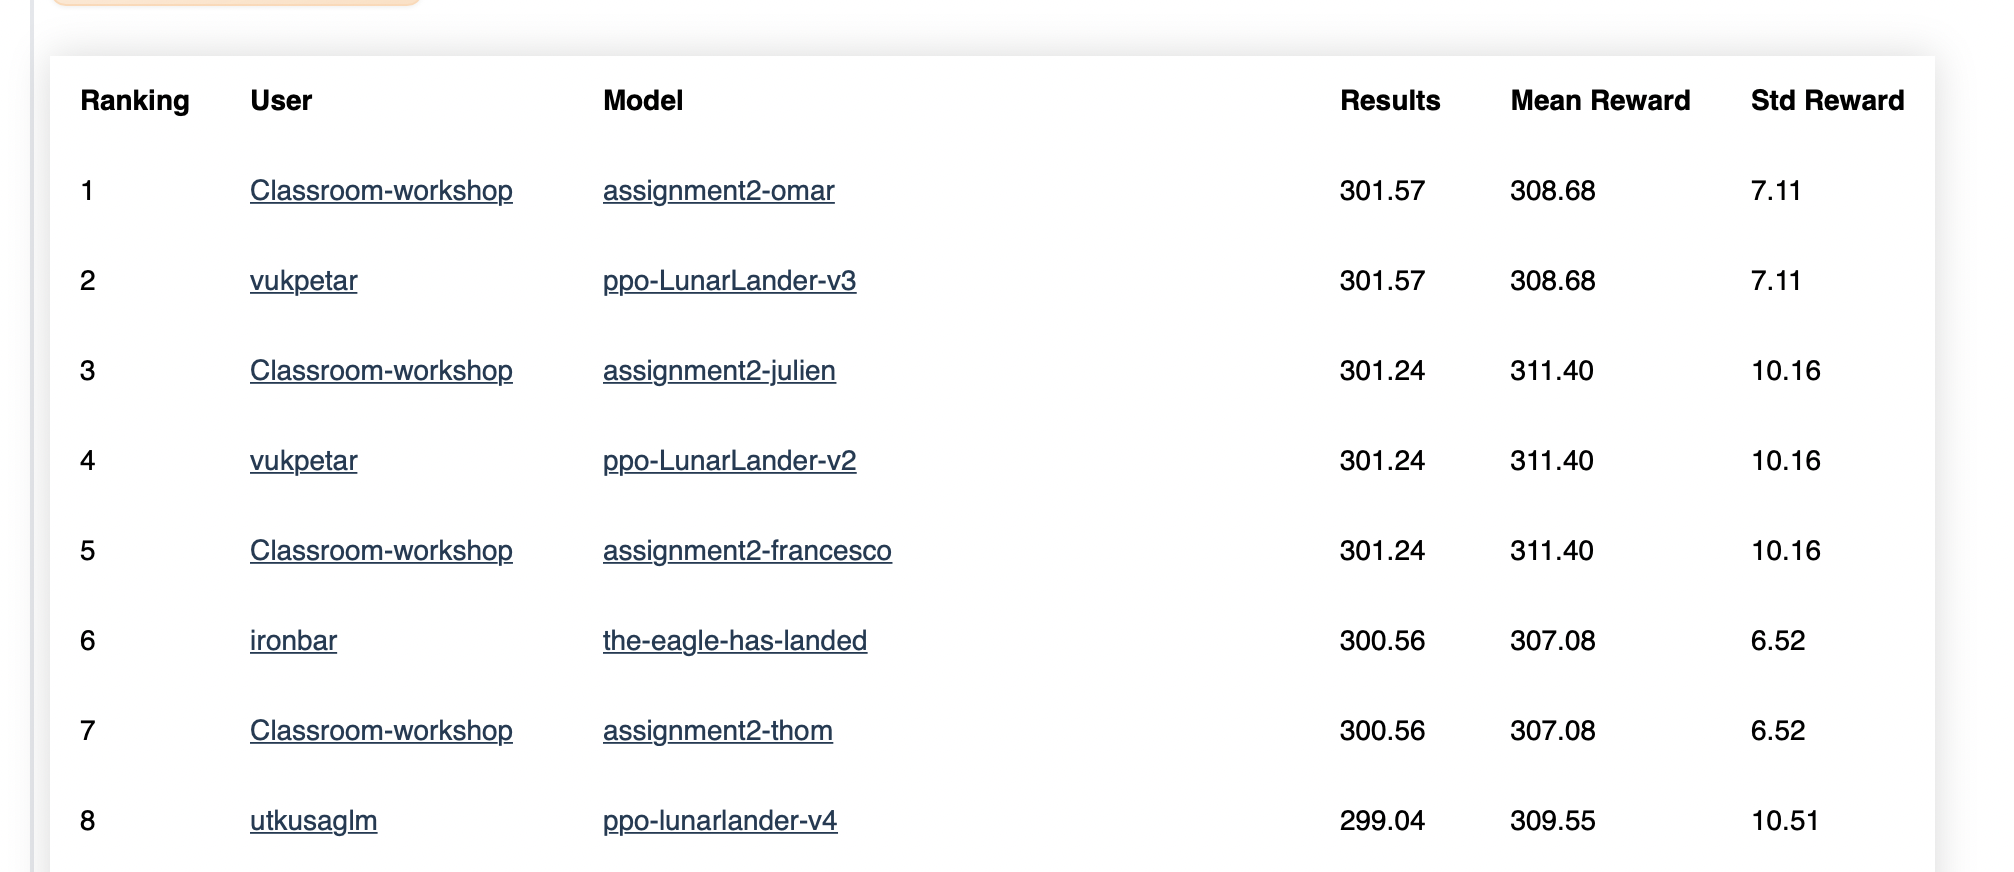 Ranking User Model Results Mean Reward Std Reward
1 Classroom-workshop assignment2-omar 301.57 308.68 7.11
2 vukpetar ppo-LunarLander-v3 301.57 308.68 7.11
3 Classroom-workshop assignment2-julien 301.24 311.40 10.16
4 vukpetar ppo-LunarLander-v2 301.24 311.40 10.16
5 Classroom-workshop assignment2-francesco 301.24 311.40 10.16
6 ironbar the-eagle-has-landed 300.56 307.08 6.52
7 Classroom-workshop assignment2-thom 300.56 307.08 6.52
8 utkusaglm ppo-lunarlander-v4 299.04 309.55 10.51